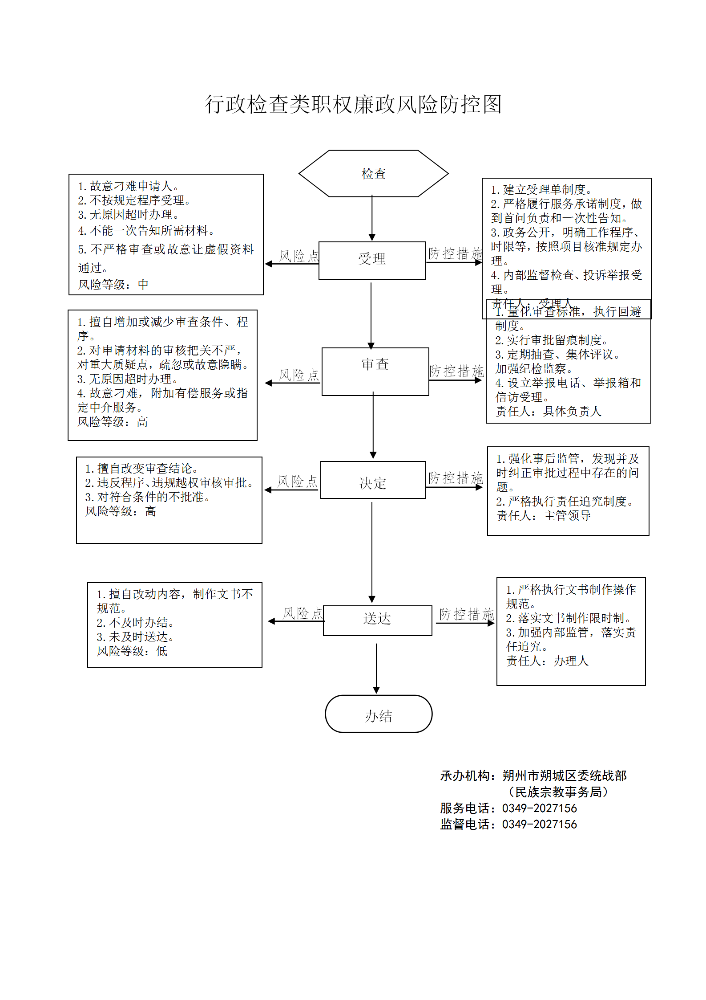 行政检查类职权廉政风险防控图
检查
1.故意刁难申请人。
2.不按规定程序受理。
3.无原因超时办理。
4.不能一次告知所需材料。
5.不严格审查或故意让虚假资料
通过。
风险等级：中
风险点
受理
防控措施
1.建立受理单制度。
2.严格履行服务承诺制度，做
到首问负责和一次性告知。
3.政务公开，明确工作程序、
时限等，按照项目核准规定办
理。
4.内部监督检查、投诉举报受
理。
责任人：受理人
1.擅自增加或减少审查条件、程
序。
2.对申请材料的审核把关不严，
对重大质疑点，疏忽或故意隐瞒。
3.无原因超时办理。
4.故意刁难，附加有偿服务或指
定中介服务。
风险等级：高
风险点
审查
防控措施
1.量化审查标准，执行回避
制度。
2.实行审批留痕制度。
3.定期抽查、集体评议。
加强纪检监察。
4.设立举报电话、举报箱和
信访受理。
责任人：具体负责人
1.擅自改变审查结论。
2.违反程序、违规越权审核审批。
3.对符合条件的不批准。
风险等级：高
风险点
决定
防控措施
1.强化事后监管，发现并及
时纠正审批过程中存在的问
题。
2.严格执行责任追究制度。
责任人：主管领导
1.擅自改动内容，制作文书不
规范。
2.不及时办结。
3.未及时送达。
风险等级：低
风险点
送达
防控措施
1.严格执行文书制作操作
规范。
2.落实文书制作限时制。
3.加强内部监管，落实责
任追究。
责任人：办理人
办结
承办机构：朔州市朔城区委统战部
（民族宗教事务局）
服务电话：0349-2027156
监督电话：0349-2027156